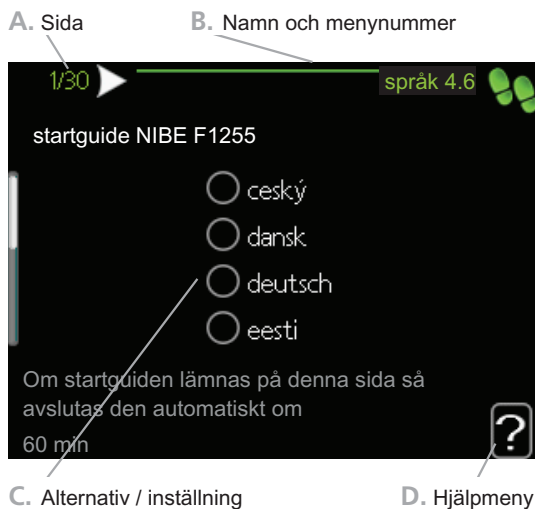 A. Sida
B. Namn och menynummer
1/30
språk 4.6
startguide NIBE F1255
ceský
dansk
deutsch
eesti
Om startguiden lämnas på denna sida så
avslutas den automatiskt om
60 min
?
C. Alternativ / inställning
D. Hjälpmeny